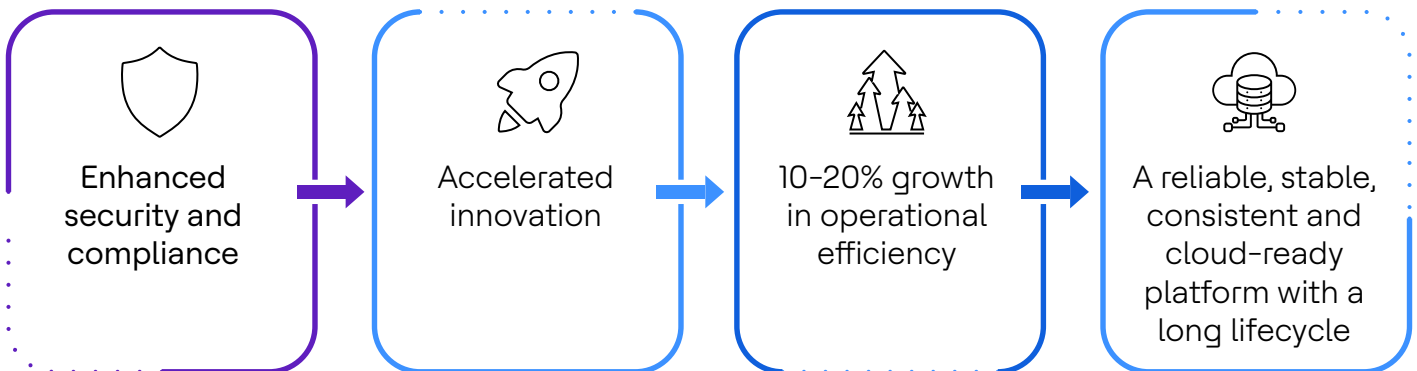 Enhanced
security and
compliance
Accelerated
innovation
10-20% growth
in operational
efficiency
A reliable, stable,
consistent and
cloud-ready
platform with a
long lifecycle